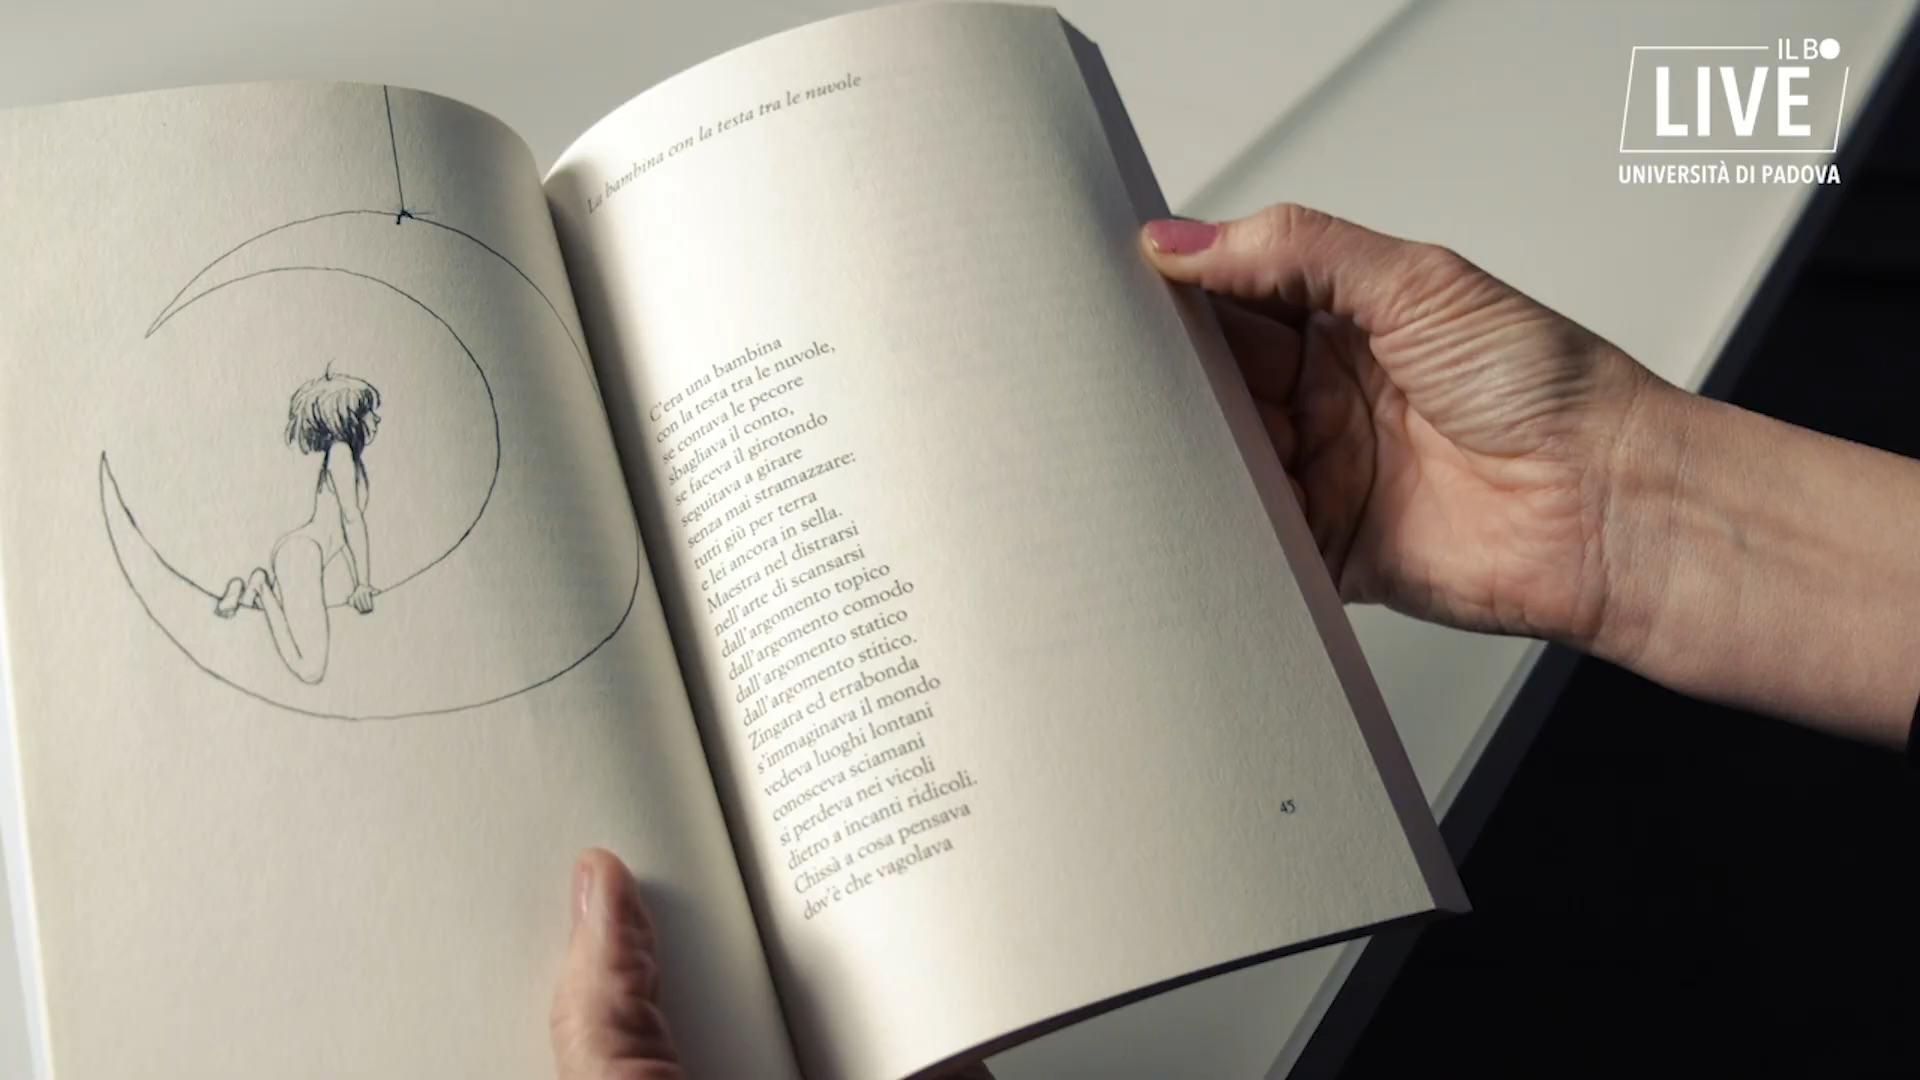 La bambina con la testa tra le nuvole
C'era una bambina
con la testa tra le nuvole,
se contava le pecore
sbagliava il conto,
se faceva il girotondo
seguitava a girare
senza mai stramazzare:
tutti giù per terra
e lei ancora in sella.
Maestra nel distrarsi
nell'arte di scansarsi
dall'argomento topico
dall'argomento comodo
dall'argomento statico
dall'argomento stitico.
Zingara ed errabonda
s'immaginava il mondo
vedeva luoghi lontani
conosceva sciamani
si perdeva nei vicoli
dietro a incanti ridicoli.
Chissà a cosa pensava
dov'è che vagolava
45
IL BO
LIVE
UNIVERSITÀ DI PADOVA